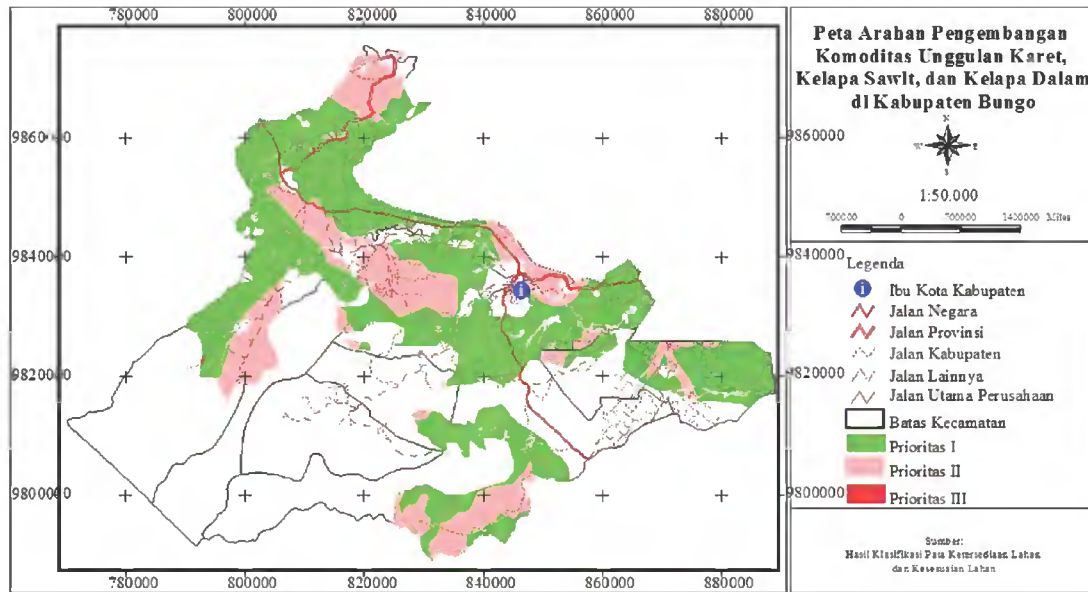 780000 800000 820000 840000 860000 880000
9860000 9860000
9840000 9840000
9820000 9820000
9800000 9800000
780000 800000 820000 840000 860000 880000
i
Peta Arahan Pengembangan
Komoditas Unggulan Karet,
Kelapa Sawit, dan Kelapa Dalam
di Kabupaten Bungo
N
W E
S
1:50.000
700000 0 700000 1400000 Miles
Legenda
i Ibu Kota Kabupaten
Jalan Negara
Jalan Provinsi
Jalan Kabupaten
Jalan Lainnya
Jalan Utama Perusahaan
Batas Kecamatan
Prioritas I
Prioritas II
Prioritas III
Sumber:
Hasil Klasifikasi Peta Ketersediaan Lahan
dan Kesesuaian Lahan